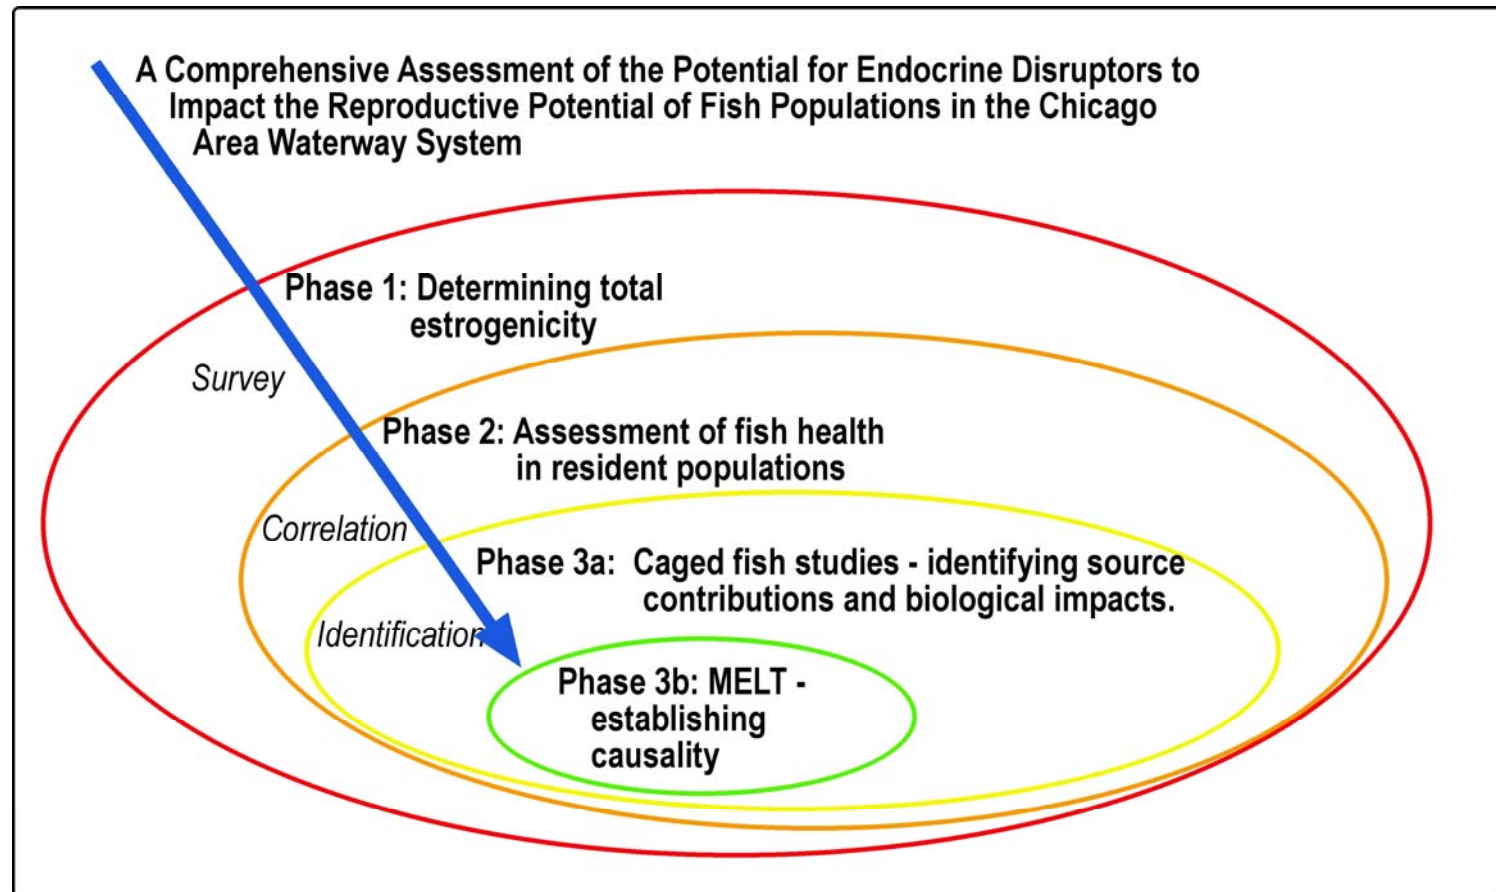 A Comprehensive Assessment of the Potential for Endocrine Disruptors to
Impact the Reproductive Potential of Fish Populations in the Chicago
Area Waterway System
Phase 1: Determining total
estrogenicity
Survey
Phase 2: Assessment of fish health
in resident populations
Correlation
Phase 3a: Caged fish studies - identifying source
contributions and biological impacts.
Identification
Phase 3b: MELT -
establishing
causality